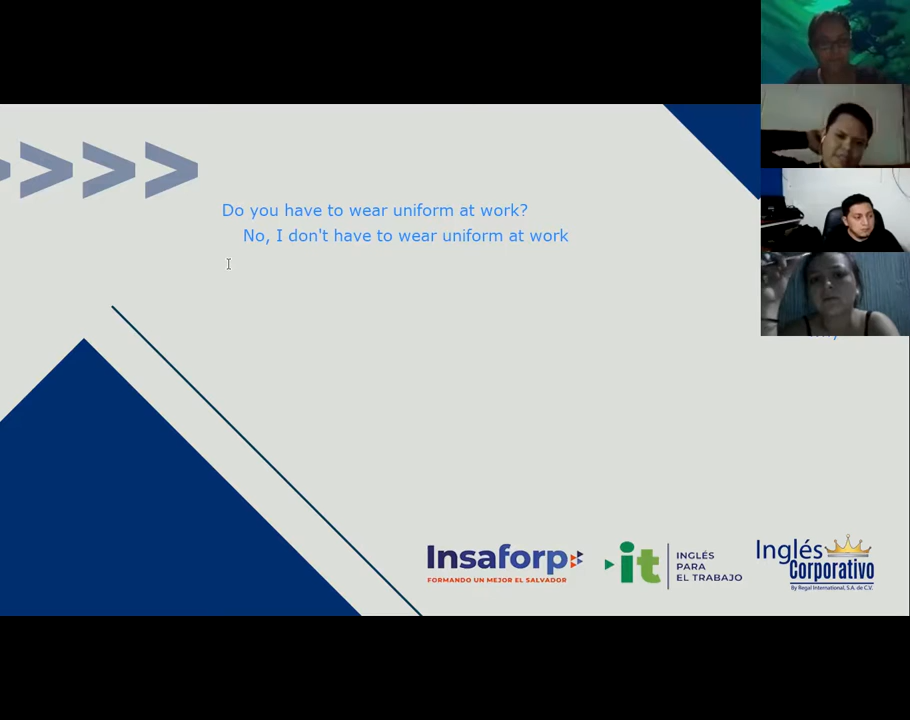 Do you have to wear uniform at work?
No, I don't have to wear uniform at work
Insaforp
FORMANDO UN MEJOR EL SALVADOR
it
INGLÉS
PARA
EL TRABAJO
Inglés
Corporativo
By Regal International, S.A. de C.V.